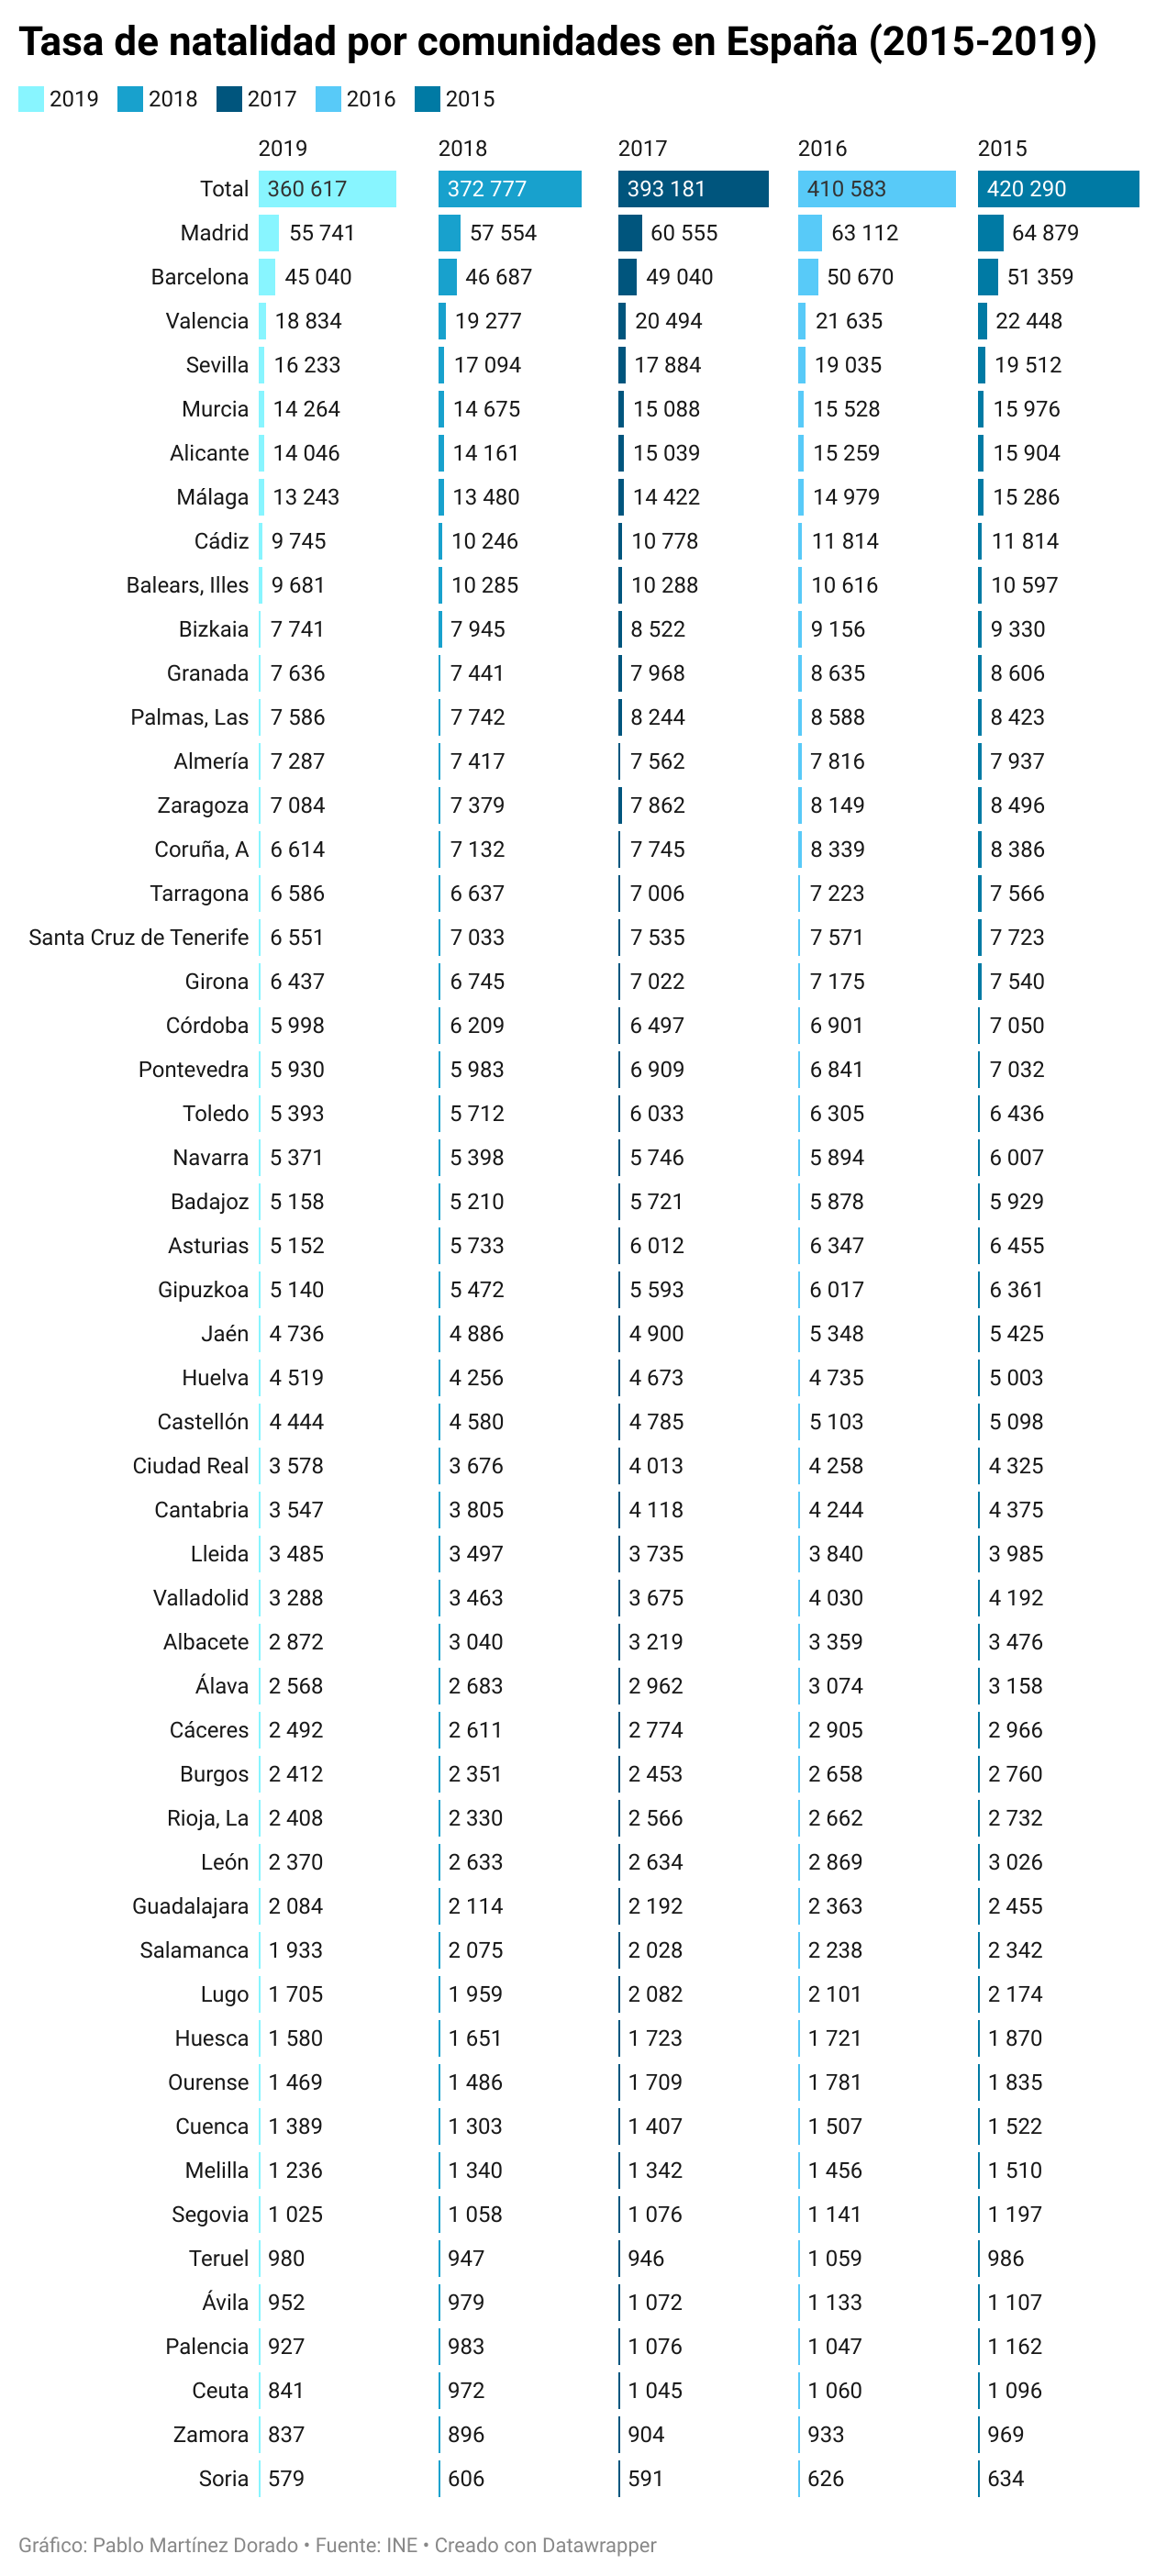 Tasa de natalidad por comunidades en España (2015-2019)
2019 2018 2017 2016 2015
2019 2018 2017 2016 2015
Total 360 617 372 777 393 181 410 583 420 290
Madrid 55 741 57 554 60 555 63 112 64 879
Barcelona 45 040 46 687 49 040 50 670 51 359
Valencia 18 834 19 277 20 494 21 635 22 448
Sevilla 16 233 17 094 17 884 19 035 19 512
Murcia 14 264 14 675 15 088 15 528 15 976
Alicante 14 046 14 161 15 039 15 259 15 904
Málaga 13 243 13 480 14 422 14 979 15 286
Cádiz 9 745 10 246 10 778 11 814 11 814
Balears, Illes 9 681 10 285 10 288 10 616 10 597
Bizkaia 7 741 7 945 8 522 9 156 9 330
Granada 7 636 7 441 7 968 8 635 8 606
Palmas, Las 7 586 7 742 8 244 8 588 8 423
Almería 7 287 7 417 7 562 7 816 7 937
Zaragoza 7 084 7 379 7 862 8 149 8 496
Coruña, A 6 614 7 132 7 745 8 339 8 386
Tarragona 6 586 6 637 7 006 7 223 7 566
Santa Cruz de Tenerife 6 551 7 033 7 535 7 571 7 723
Girona 6 437 6 745 7 022 7 175 7 540
Córdoba 5 998 6 209 6 497 6 901 7 050
Pontevedra 5 930 5 983 6 909 6 841 7 032
Toledo 5 393 5 712 6 033 6 305 6 436
Navarra 5 371 5 398 5 746 5 894 6 007
Badajoz 5 158 5 210 5 721 5 878 5 929
Asturias 5 152 5 733 6 012 6 347 6 455
Gipuzkoa 5 140 5 472 5 593 6 017 6 361
Jaén 4 736 4 886 4 900 5 348 5 425
Huelva 4 519 4 256 4 673 4 735 5 003
Castellón 4 444 4 580 4 785 5 103 5 098
Ciudad Real 3 578 3 676 4 013 4 258 4 325
Cantabria 3 547 3 805 4 118 4 244 4 375
Lleida 3 485 3 497 3 735 3 840 3 985
Valladolid 3 288 3 463 3 675 4 030 4 192
Albacete 2 872 3 040 3 219 3 359 3 476
Álava 2 568 2 683 2 962 3 074 3 158
Cáceres 2 492 2 611 2 774 2 905 2 966
Burgos 2 412 2 351 2 453 2 658 2 760
Rioja, La 2 408 2 330 2 566 2 662 2 732
León 2 370 2 633 2 634 2 869 3 026
Guadalajara 2 084 2 114 2 192 2 363 2 455
Salamanca 1 933 2 075 2 028 2 238 2 342
Lugo 1 705 1 959 2 082 2 101 2 174
Huesca 1 580 1 651 1 723 1 721 1 870
Ourense 1 469 1 486 1 709 1 781 1 835
Cuenca 1 389 1 303 1 407 1 507 1 522
Melilla 1 236 1 340 1 342 1 456 1 510
Segovia 1 025 1 058 1 076 1 141 1 197
Teruel 980 947 946 1 059 986
Ávila 952 979 1 072 1 133 1 107
Palencia 927 983 1 076 1 047 1 162
Ceuta 841 972 1 045 1 060 1 096
Zamora 837 896 904 933 969
Soria 579 606 591 626 634
Gráfico: Pablo Martínez Dorado • Fuente: INE • Creado con Datawrapper